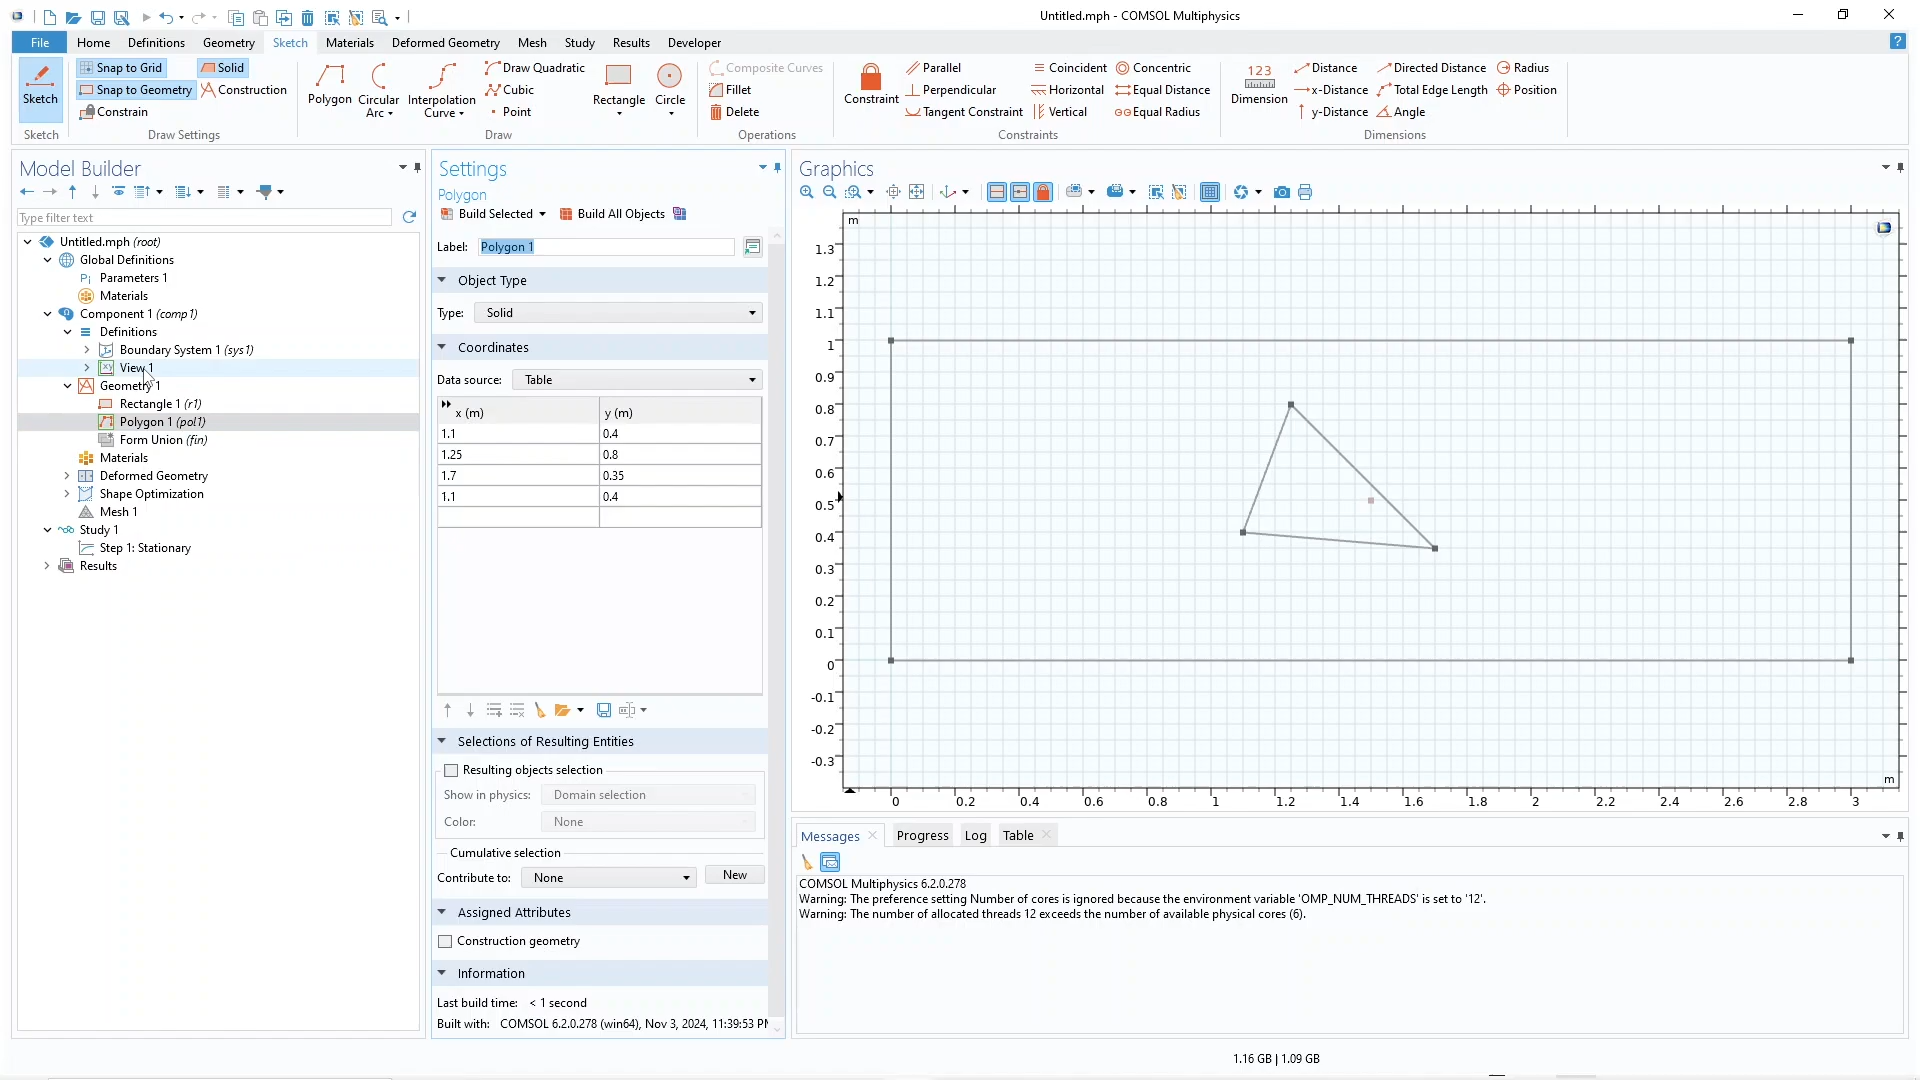 Untitled.mph - COMSOL Multiphysics
File Home Definitions Geometry Sketch Materials Deformed Geometry Mesh Study Results Developer ?
Sketch
Sketch
Snap to Grid Solid
Snap to Geometry Construction
Constrain
Draw Settings
Polygon Circular Arc Interpolation Curve
Draw Quadratic
Cubic
Point
Rectangle Circle
Draw
Composite Curves
Fillet
Delete
Operations
Constraint
Parallel Coincident Concentric
Perpendicular Horizontal Equal Distance
Tangent Constraint Vertical Equal Radius
Constraints
123
Dimension
Distance Directed Distance Radius
x-Distance Total Edge Length Position
y-Distance Angle
Dimensions
Model Builder
Type filter text
Untitled.mph (root)
Global Definitions
Pi Parameters 1
Materials
Component 1 (comp1)
Definitions
Boundary System 1 (sys1)
View 1
Geometry 1
Rectangle 1 (r1)
Polygon 1 (pol1)
Form Union (fin)
Materials
Deformed Geometry
Shape Optimization
Mesh 1
Study 1
Step 1: Stationary
Results
Settings
Polygon
Build Selected Build All Objects
Label: Polygon 1
Object Type
Type: Solid
Coordinates
Data source: Table
x (m) y (m)
1.1 0.4
1.25 0.8
1.7 0.35
1.1 0.4
Selections of Resulting Entities
Resulting objects selection
Show in physics: Domain selection
Color: None
Cumulative selection
Contribute to: None New
Assigned Attributes
Construction geometry
Information
Last build time: < 1 second
Built with: COMSOL 6.2.0.278 (win64), Nov 3, 2024, 11:39:53 PM
Graphics
m
1.3
1.2
1.1
1
0.9
0.8
0.7
0.6
0.5
0.4
0.3
0.2
0.1
0
-0.1
-0.2
-0.3
m
0 0.2 0.4 0.6 0.8 1 1.2 1.4 1.6 1.8 2 2.2 2.4 2.6 2.8 3
Messages Progress Log Table
COMSOL Multiphysics 6.2.0.278
Warning: The preference setting Number of cores is ignored because the environment variable 'OMP_NUM_THREADS' is set to '12'.
Warning: The number of allocated threads 12 exceeds the number of available physical cores (6).
1.16 GB | 1.09 GB